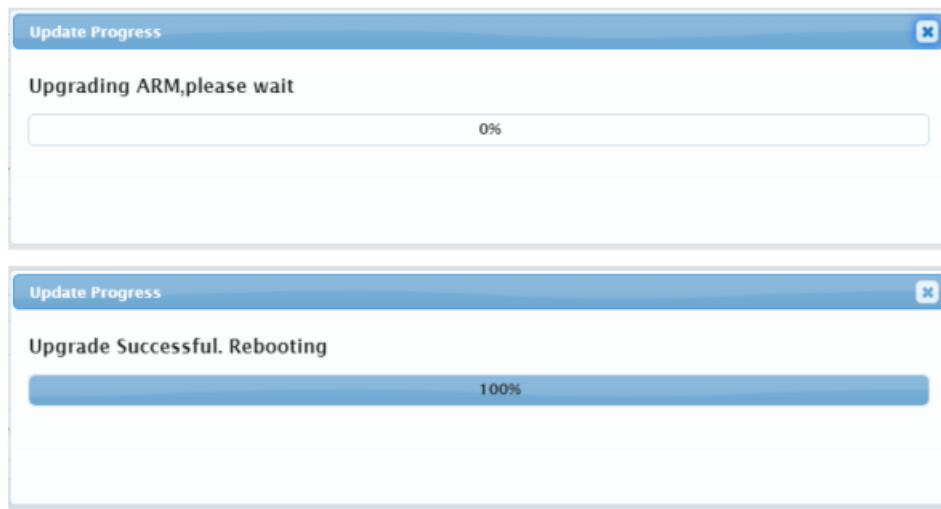 Update Progress
Upgrading ARM,please wait
0%
Update Progress
Upgrade Successful. Rebooting
100%